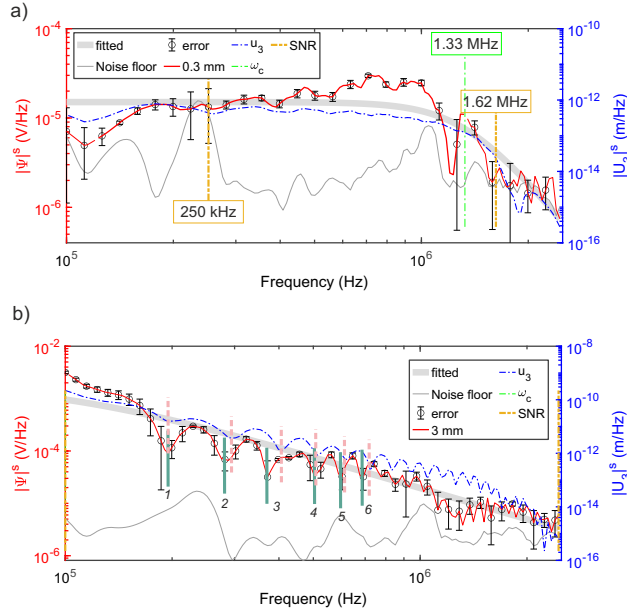 a)
10^-4
10^-5
10^-6
|Ψ|^s (V/Hz)
fitted
error
u_3
SNR
Noise floor
0.3 mm
ω_c
1.33 MHz
1.62 MHz
250 kHz
10^-10
10^-12
10^-14
10^-16
|U_3|^s (m/Hz)
10^5
10^6
Frequency (Hz)
b)
10^-2
10^-4
10^-6
|Ψ|^s (V/Hz)
fitted
u_3
Noise floor
ω_c
error
SNR
3 mm
1
2
3
4
5
6
10^-8
10^-10
10^-12
10^-14
10^-16
|U_3|^s (m/Hz)
10^5
10^6
Frequency (Hz)